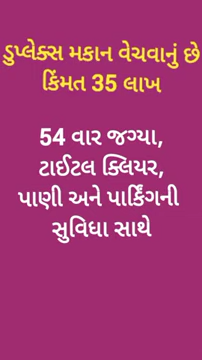 ડુપ્લેક્સ મકાન વેચવાનું છે
કિંમત 35 લાખ
54 વાર જગ્યા,
ટાઈટલ ક્લિયર,
પાણી અને પાર્કિંગની
સુવિધા સાથે